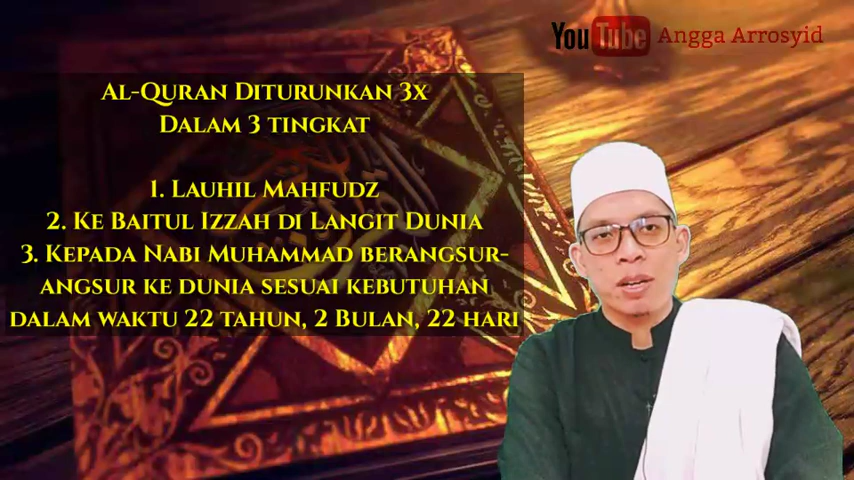 YouTube Angga Arrosyid
Al-Quran Diturunkan 3x
Dalam 3 tingkat
1. Lauhil Mahfudz
2. Ke Baitul Izzah di Langit Dunia
3. Kepada Nabi Muhammad berangsur-
angsur ke dunia sesuai kebutuhan
dalam waktu 22 tahun, 2 Bulan, 22 hari